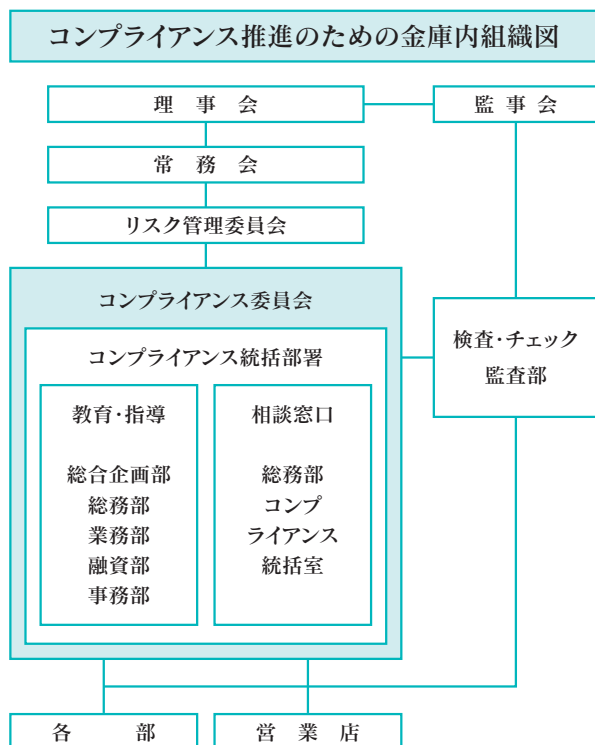 コンプライアンス推進のための金庫内組織図
理事会
監事会
常務会
リスク管理委員会
コンプライアンス委員会
コンプライアンス統括部署
教育・指導
総合企画部
総務部
業務部
融資部
事務部
相談窓口
総務部
コンプ
ライアンス
統括室
検査・チェック
監査部
各部
営業店